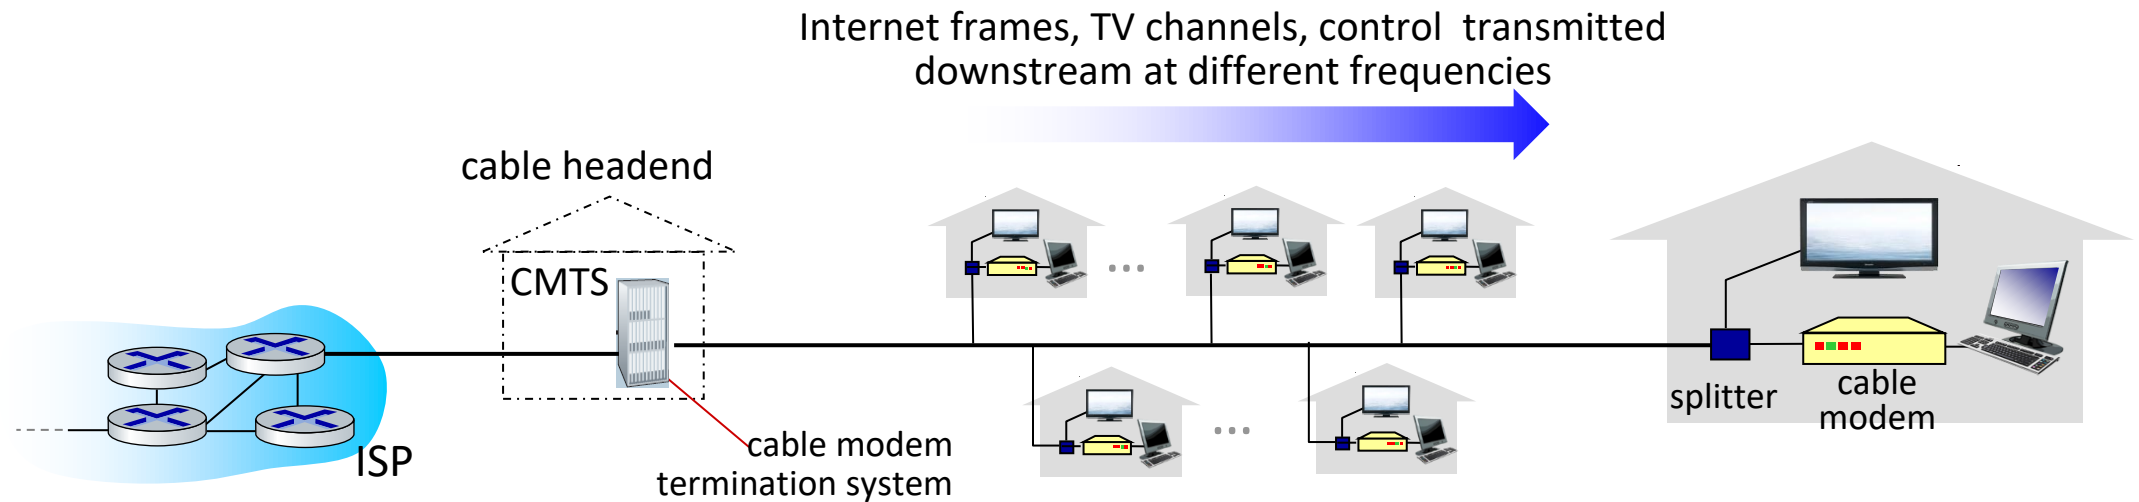 Internet frames, TV channels, control  transmitted
downstream at different frequencies
cable headend
CMTS
ISP
cable modem
termination system
splitter
cable
modem